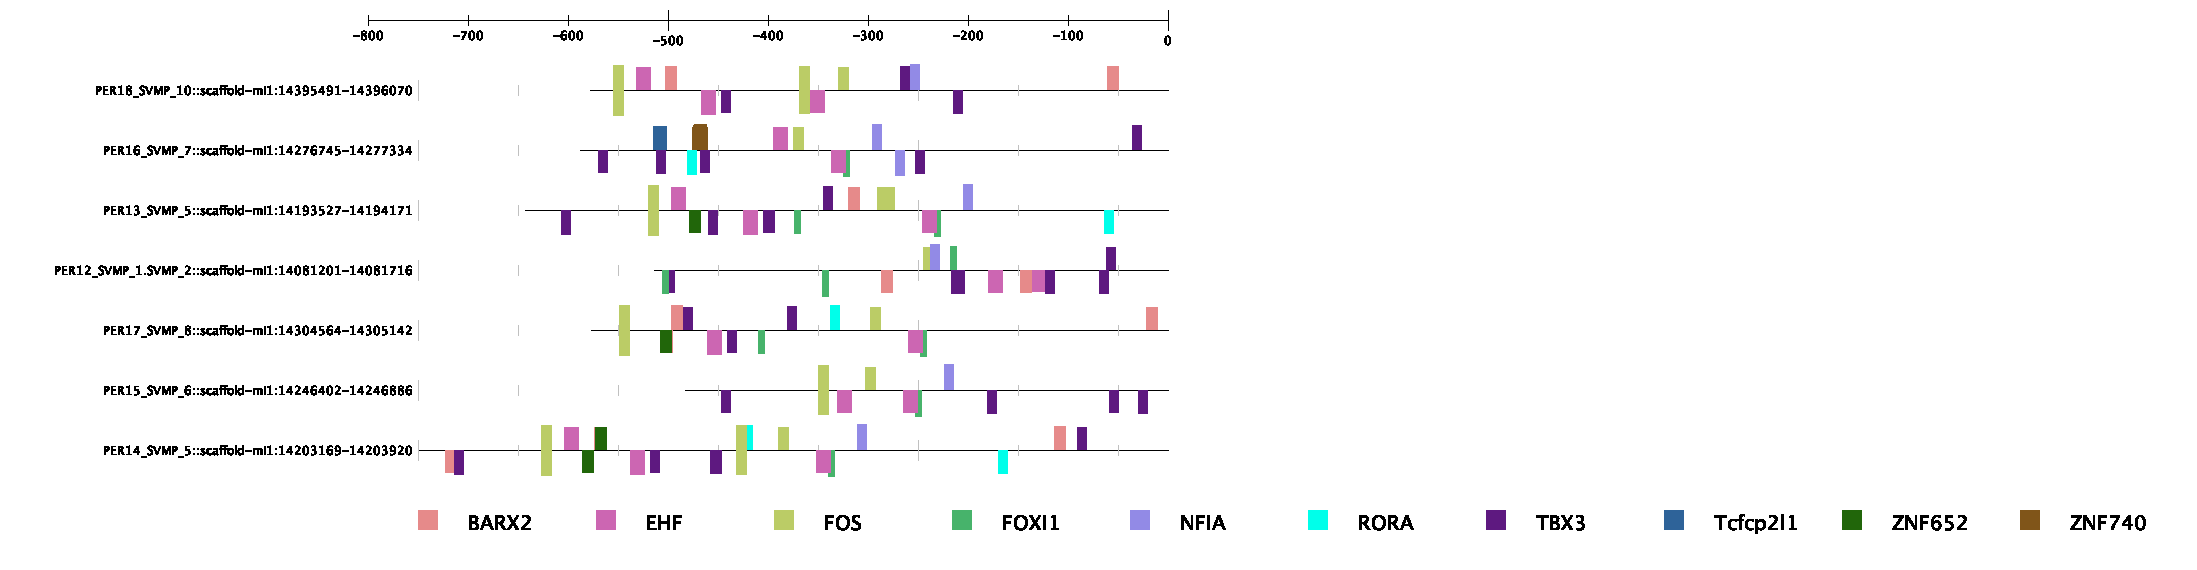 -800 -700 -600 -500 -400 -300 -200 -100 0
PER18_SVMP_10::scaffold-mi1:14395491-14396070
PER16_SVMP_7::scaffold-mi1:14276745-14277334
PER13_SVMP_5::scaffold-mi1:14193527-14194171
PER12_SVMP_1.SVMP_2::scaffold-mi1:14081201-14081716
PER17_SVMP_8::scaffold-mi1:14304564-14305142
PER15_SVMP_6::scaffold-mi1:14246402-14246886
PER14_SVMP_5::scaffold-mi1:14203169-14203920
BARX2 EHF FOS FOXI1 NFIA RORA TBX3 Tcfcp2l1 ZNF652 ZNF740